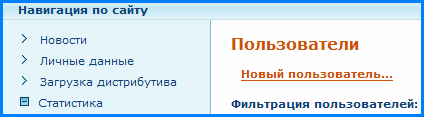 Навигация по сайту
Новости
Личные данные
Загрузка дистрибутива
Статистика
Пользователи
Новый пользователь...
Фильтрация пользователей: